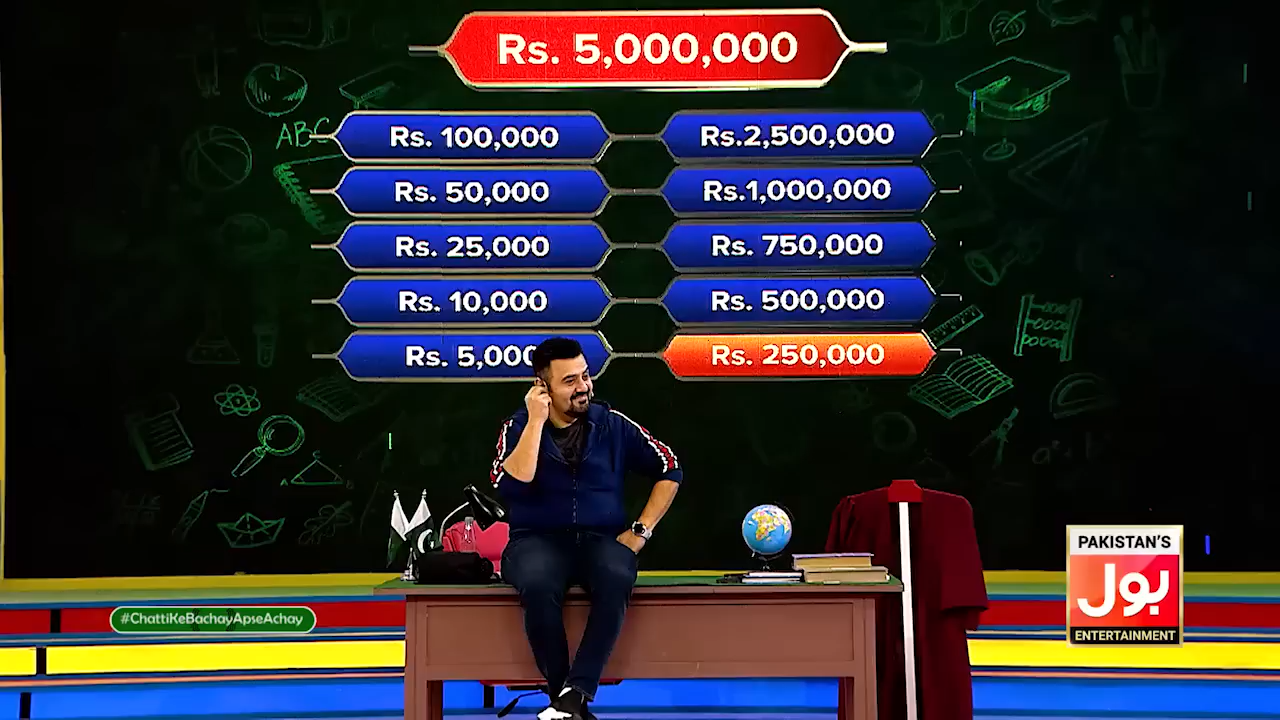 Rs. 5,000,000
Rs. 100,000
Rs.2,500,000
Rs. 50,000
Rs.1,000,000
Rs. 25,000
Rs. 750,000
Rs. 10,000
Rs. 500,000
Rs. 5,000
Rs. 250,000
ABC
#ChattiKeBachayApseAchay
PAKISTAN'S
بول
ENTERTAINMENT